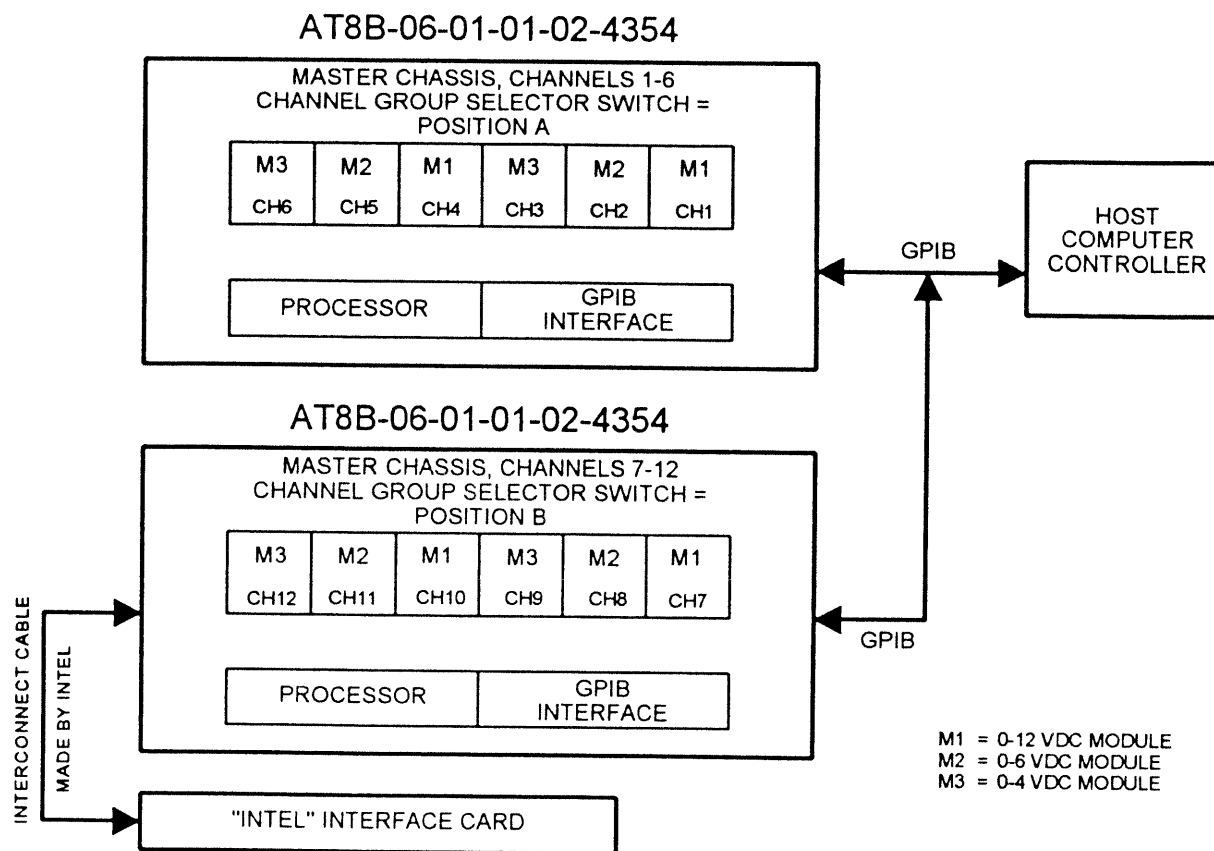 AT8B-06-01-01-02-4354
MASTER CHASSIS, CHANNELS 1-6
CHANNEL GROUP SELECTOR SWITCH =
POSITION A
M3 M2 M1 M3 M2 M1
CH6 CH5 CH4 CH3 CH2 CH1
PROCESSOR
GPIB
INTERFACE
GPIB
HOST
COMPUTER
CONTROLLER
AT8B-06-01-01-02-4354
MASTER CHASSIS, CHANNELS 7-12
CHANNEL GROUP SELECTOR SWITCH =
POSITION B
M3 M2 M1 M3 M2 M1
CH12 CH11 CH10 CH9 CH8 CH7
PROCESSOR
GPIB
INTERFACE
GPIB
INTERCONNECT CABLE
MADE BY INTEL
"INTEL" INTERFACE CARD
M1 = 0-12 VDC MODULE
M2 = 0-6 VDC MODULE
M3 = 0-4 VDC MODULE